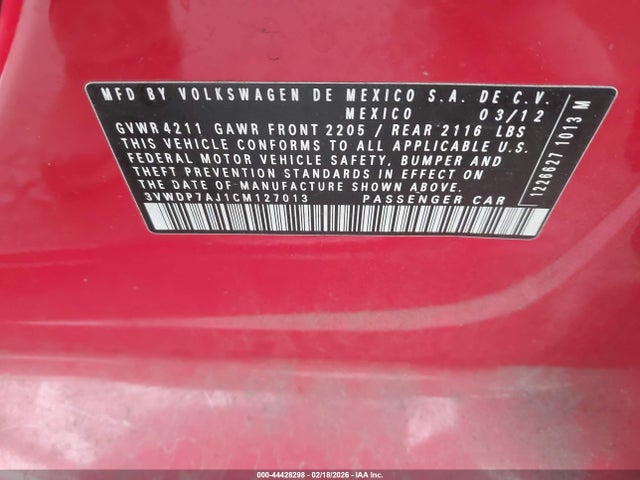 MFD BY VOLKSWAGEN DE MEXICO S.A. DE C.V.
MEXICO 03/12
GVWR 4211 GAWR FRONT 2205 / REAR 2116 LBS
THIS VEHICLE CONFORMS TO ALL APPLICABLE U.S.
FEDERAL MOTOR VEHICLE SAFETY, BUMPER AND
THEFT PREVENTION STANDARDS IN EFFECT ON
THE DATE OF MANUFACTURE SHOWN ABOVE.
3VWDP7AJ1CM127013 PASSENGER CAR
1226627 1013 M
000-44428298 - 02/18/2026 - IAA Inc.